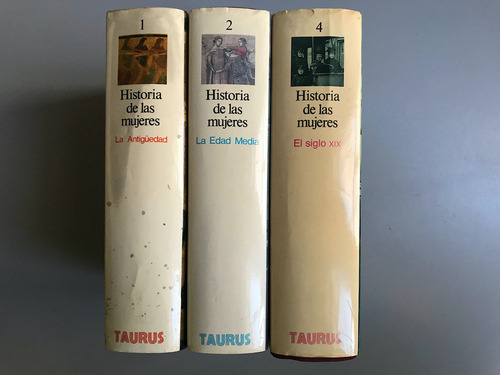 1
Historia
de las
mujeres
La Antigüedad
TAURUS
2
Historia
de las
mujeres
La Edad Media
TAURUS
4
Historia
de las
mujeres
El siglo XIX
TAURUS